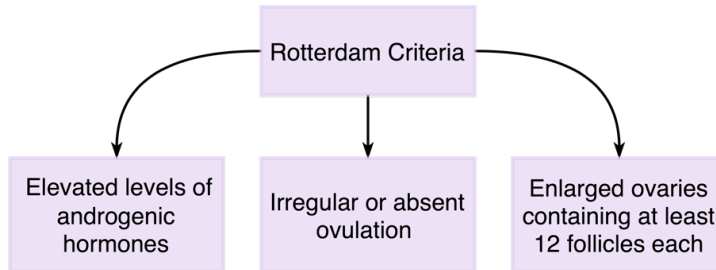 Rotterdam Criteria
Elevated levels of
androgenic
hormones
Irregular or absent
ovulation
Enlarged ovaries
containing at least
12 follicles each